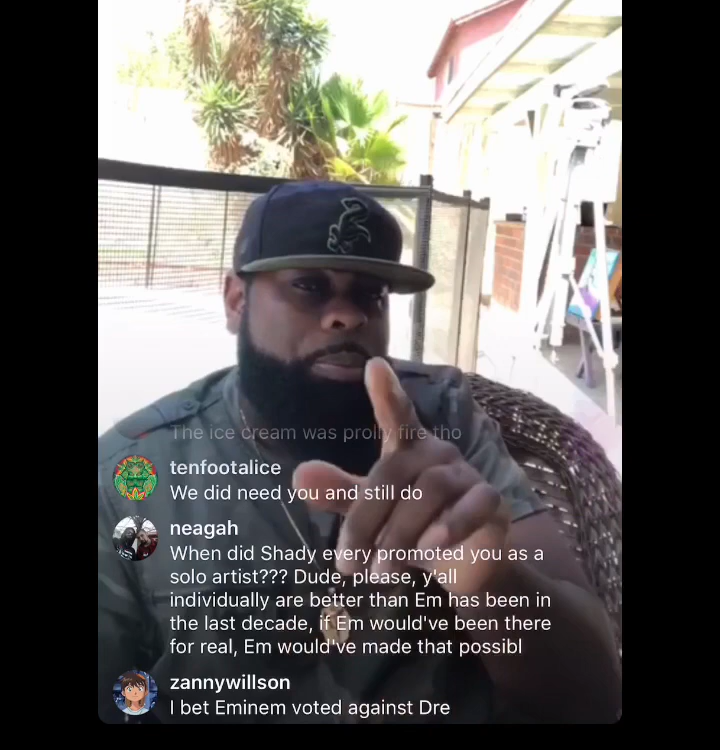 The ice cream was prolly fire tho
tenfootalice
We did need you and still do
neagah
When did Shady every promoted you as a
solo artist??? Dude, please, y'all
individually are better than Em has been in
the last decade, if Em would've been there
for real, Em would've made that possibl
zannywillson
I bet Eminem voted against Dre